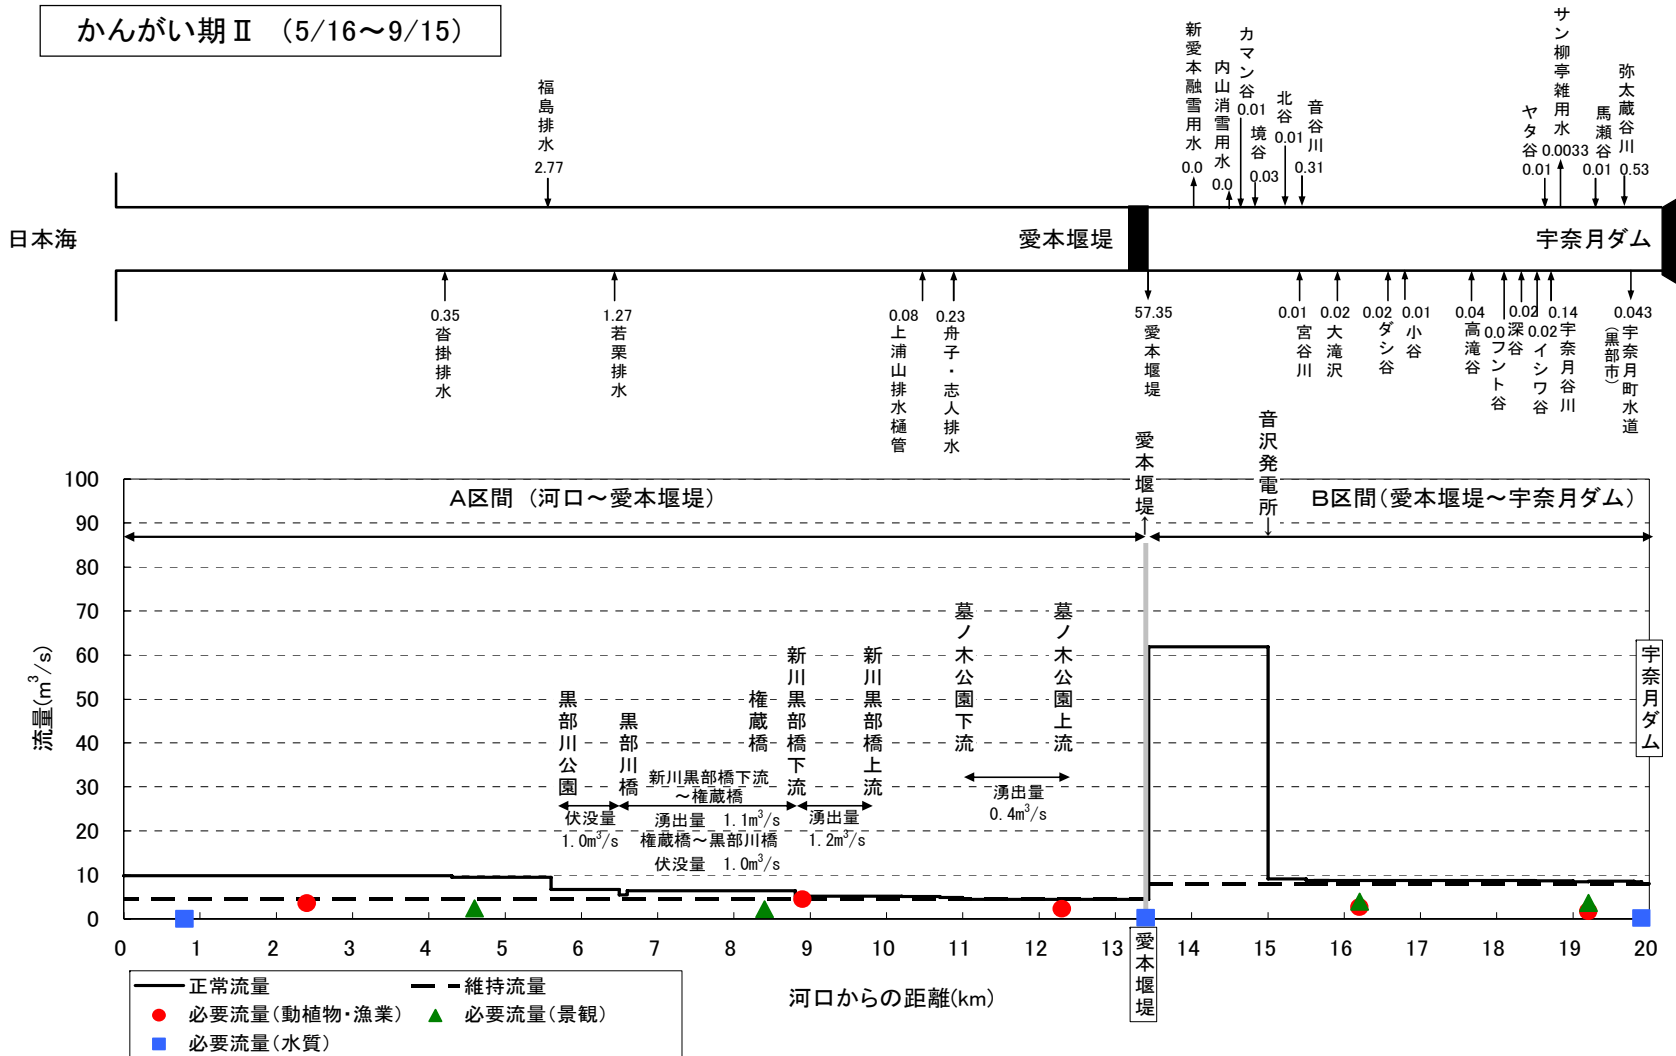 かんがい期Ⅱ （5/16～9/15）
福島排水
2.77
新愛本融雪用水
0.0
内山消雪用水
0.0
カマン谷
0.01
境谷
0.03
北谷
0.01
音谷川
0.31
ヤタ谷
0.01
サン柳亭雑用水
0.0033
馬瀬谷
0.01
弥太蔵谷川
0.53
日本海
愛本堰堤
宇奈月ダム
0.35
沓掛排水
1.27
若栗排水
0.08
上浦山排水樋管
0.23
舟子・志人排水
57.35
愛本堰堤
0.01
宮谷川
0.02
大滝沢
0.02
ダシ谷
0.01
小谷
0.04
高滝谷
0.0
フント谷
0.02
深谷
0.02
イシワ谷
0.14
宇奈月谷川
0.043
宇奈月町水道
（黒部市）
愛本堰堤
↓
音沢発電所
A区間（河口～愛本堰堤）
B区間（愛本堰堤～宇奈月ダム）
100
90
80
70
60
50
40
30
20
10
0
流量(m³/s)
黒部川公園
黒部川橋
権蔵橋
新川黒部橋下流
新川黒部橋上流
墓ノ木公園下流
墓ノ木公園上流
宇奈月ダム
伏没量
1.0m³/s
新川黒部橋下流
～権蔵橋
湧出量 1.1m³/s
権蔵橋～黒部川橋
伏没量 1.0m³/s
湧出量
1.2m³/s
湧出量
0.4m³/s
0 1 2 3 4 5 6 7 8 9 10 11 12 13 14 15 16 17 18 19 20
愛本堰堤
河口からの距離(km)
正常流量
維持流量
必要流量(動植物・漁業)
必要流量(景観)
必要流量(水質)